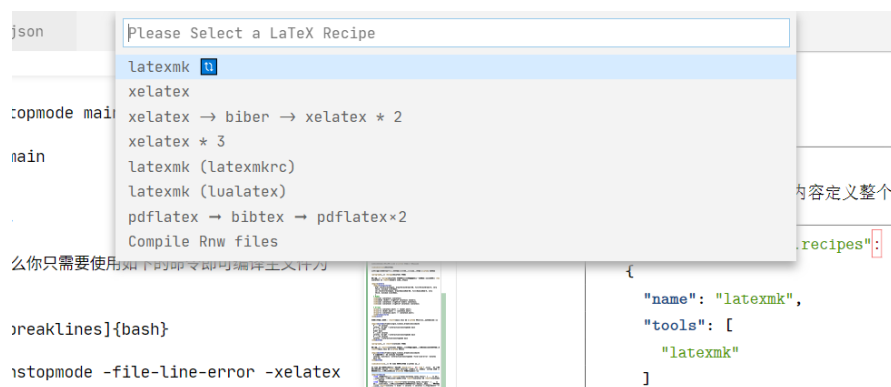 json
Please Select a LaTeX Recipe
latexmk
xelatex
topmode main
xelatex -> biber -> xelatex * 2
xelatex * 3
main
latexmk (latexmkrc)
latexmk (lualatex)
内容定义整个
pdflatex ➞ bibtex ➞ pdflatex×2
Compile Rnw files
.recipes":
么你只需要使用如下的命令即可编译主文件为
{
"name": "latexmk",
breaklines]{bash}
"tools": [
"latexmk"
nstopmode -file-line-error -xelatex
]